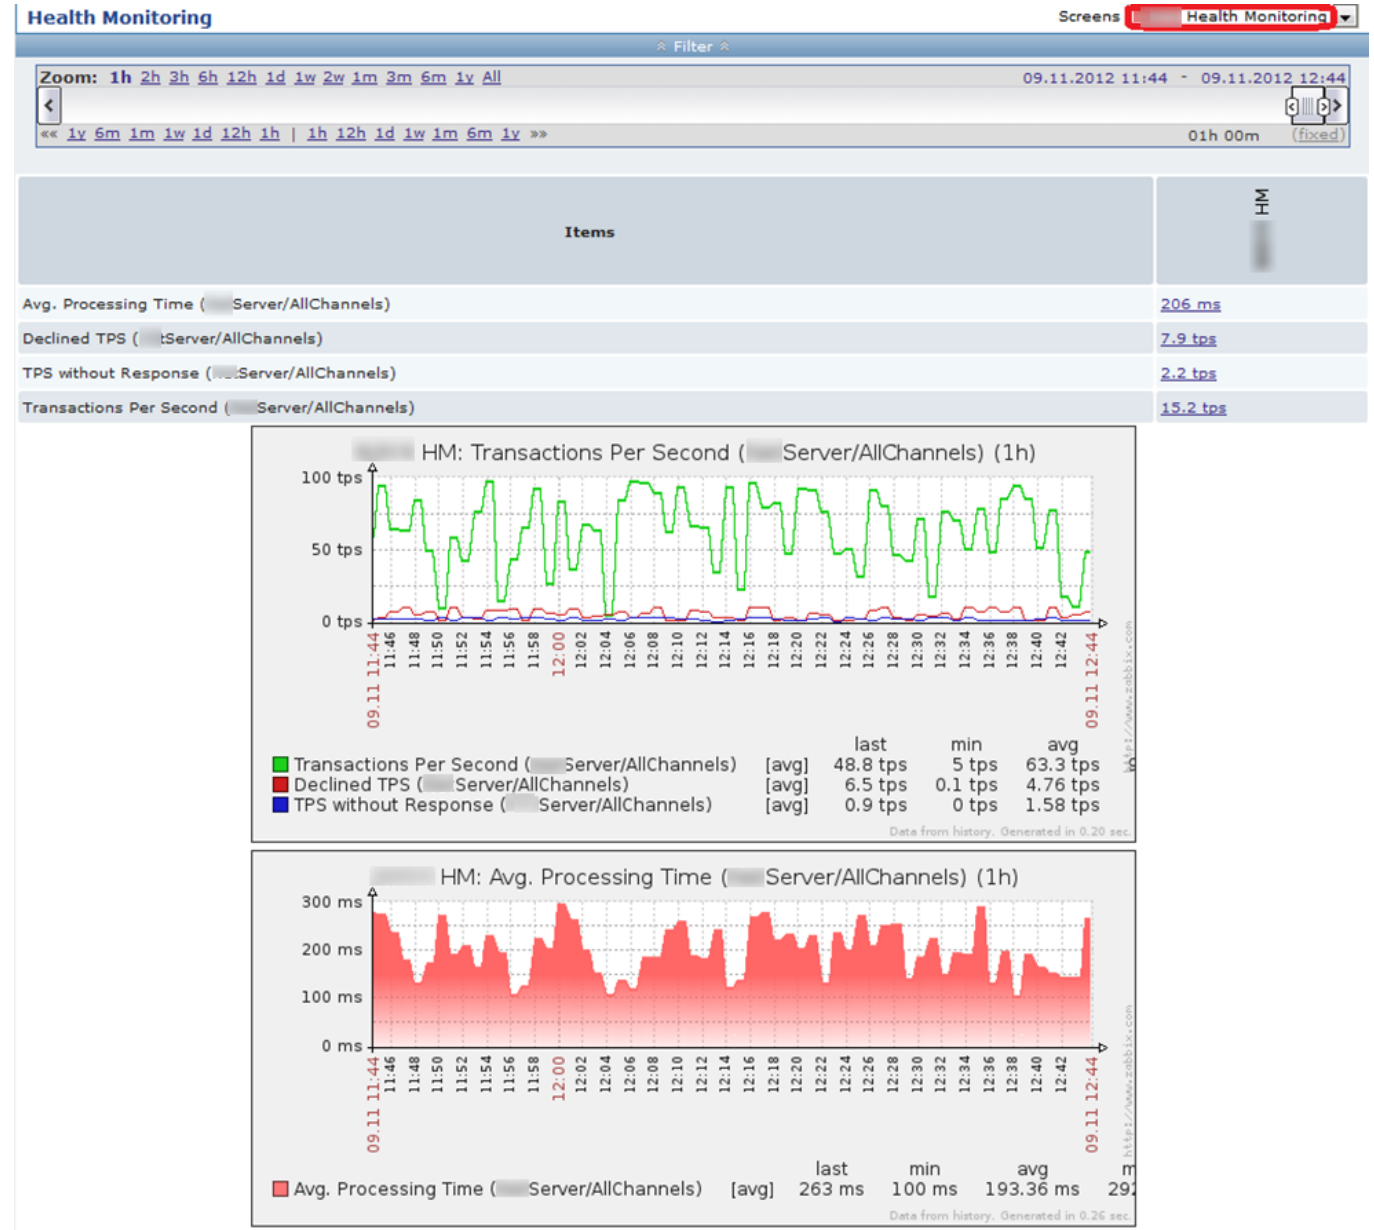 Health Monitoring
Screens Health Monitoring
Filter
Zoom: 1h 2h 3h 6h 12h 1d 1w 2w 1m 3m 6m 1y All 09.11.2012 11:44 - 09.11.2012 12:44
«« 1y 6m 1m 1w 1d 12h 1h | 1h 12h 1d 1w 1m 6m 1y »» 01h 00m (fixed)
Items HM
Avg. Processing Time ( Server/AllChannels) 206 ms
Declined TPS ( tServer/AllChannels) 7.9 tps
TPS without Response ( Server/AllChannels) 2.2 tps
Transactions Per Second ( Server/AllChannels) 15.2 tps
HM: Transactions Per Second ( Server/AllChannels) (1h)
100 tps
50 tps
0 tps
09.11 11:44 11:46 11:48 11:50 11:52 11:54 11:56 11:58 12:00 12:02 12:04 12:06 12:08 12:10 12:12 12:14 12:16 12:18 12:20 12:22 12:24 12:26 12:28 12:30 12:32 12:34 12:36 12:38 12:40 12:42 09.11 12:44
http://www.zabbix.com
last min avg
Transactions Per Second ( Server/AllChannels) [avg] 48.8 tps 5 tps 63.3 tps
Declined TPS ( Server/AllChannels) [avg] 6.5 tps 0.1 tps 4.76 tps
TPS without Response ( Server/AllChannels) [avg] 0.9 tps 0 tps 1.58 tps
Data from history. Generated in 0.20 sec.
HM: Avg. Processing Time ( Server/AllChannels) (1h)
300 ms
200 ms
100 ms
0 ms
09.11 11:44 11:46 11:48 11:50 11:52 11:54 11:56 11:58 12:00 12:02 12:04 12:06 12:08 12:10 12:12 12:14 12:16 12:18 12:20 12:22 12:24 12:26 12:28 12:30 12:32 12:34 12:36 12:38 12:40 12:42 09.11 12:44
http://www.zabbix.com
last min avg m
Avg. Processing Time ( Server/AllChannels) [avg] 263 ms 100 ms 193.36 ms 292
Data from history. Generated in 0.26 sec.